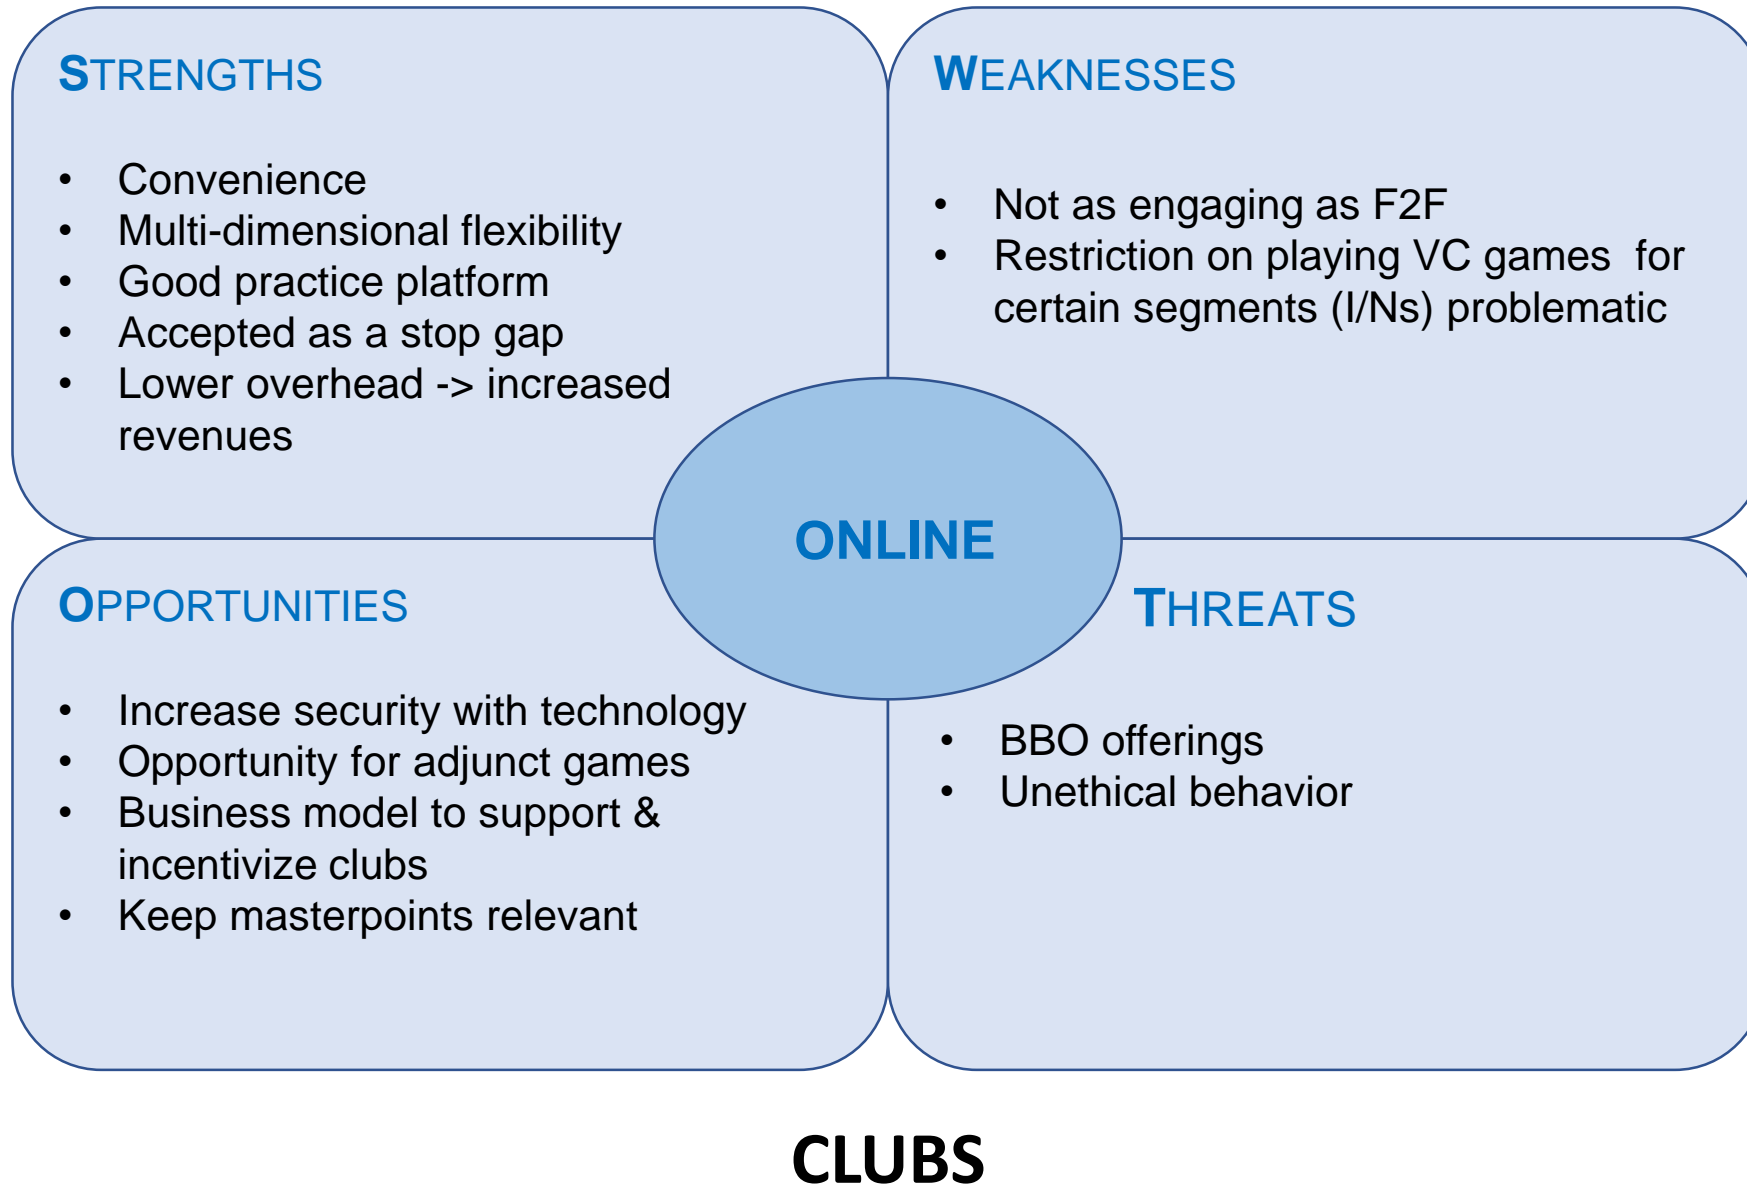 STRENGTHS
• Convenience
• Multi-dimensional flexibility
• Good practice platform
• Accepted as a stop gap
• Lower overhead -> increased
revenues
WEAKNESSES
• Not as engaging as F2F
• Restriction on playing VC games  for
certain segments (I/Ns) problematic
ONLINE
OPPORTUNITIES
• Increase security with technology
• Opportunity for adjunct games
• Business model to support &
incentivize clubs
• Keep masterpoints relevant
THREATS
• BBO offerings
• Unethical behavior
CLUBS